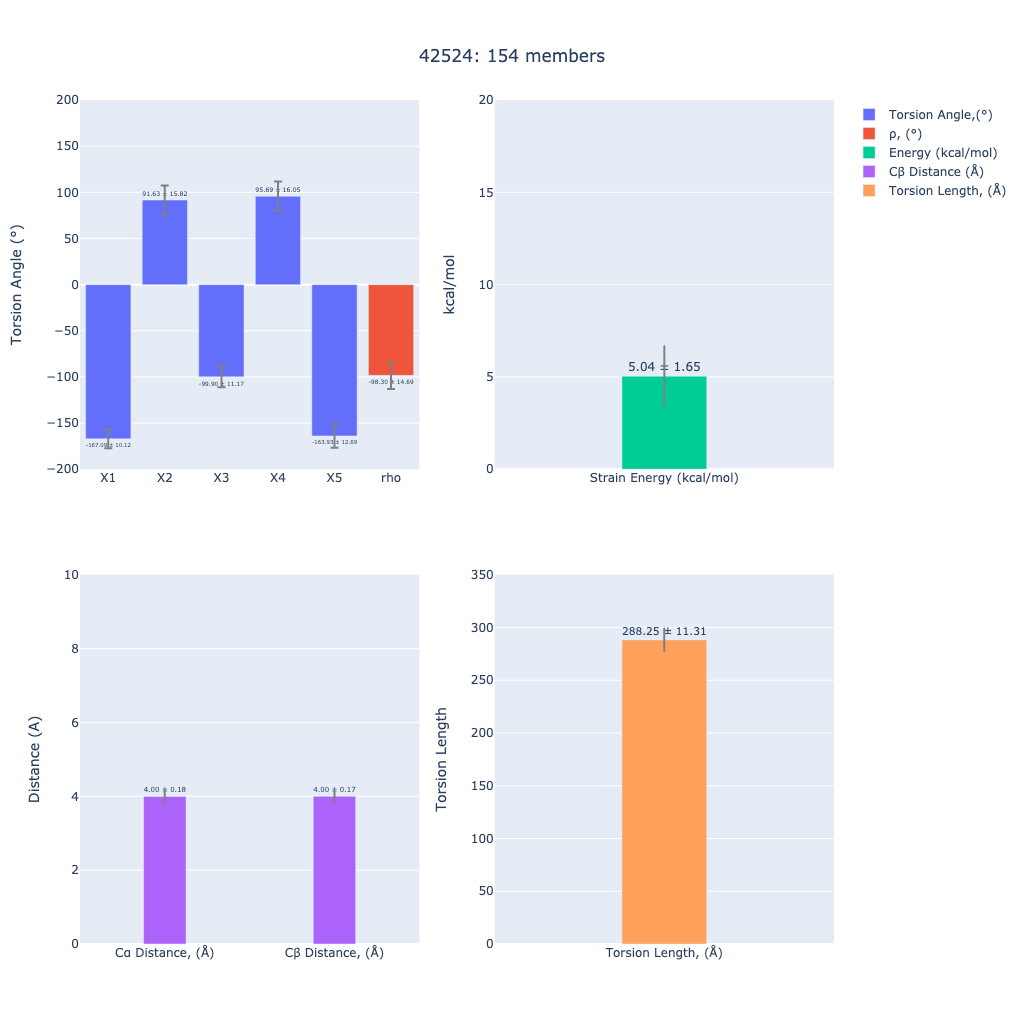 42524: 154 members
Torsion Angle (°)
200
150
100
50
0
−50
−100
−150
−200
-167.09 ± 10.12
91.63 ± 15.82
-99.90 ± 11.17
95.69 ± 16.05
-163.93 ± 12.69
-98.30 ± 14.69
X1 X2 X3 X4 X5 rho
kcal/mol
20
15
10
5
0
5.04 ± 1.65
Strain Energy (kcal/mol)
Torsion Angle,(°)
ρ, (°)
Energy (kcal/mol)
Cβ Distance (Å)
Torsion Length, (Å)
Distance (A)
10
8
6
4
2
0
4.00 ± 0.18
4.00 ± 0.17
Cα Distance, (Å) Cβ Distance, (Å)
Torsion Length
350
300
250
200
150
100
50
0
288.25 ± 11.31
Torsion Length, (Å)